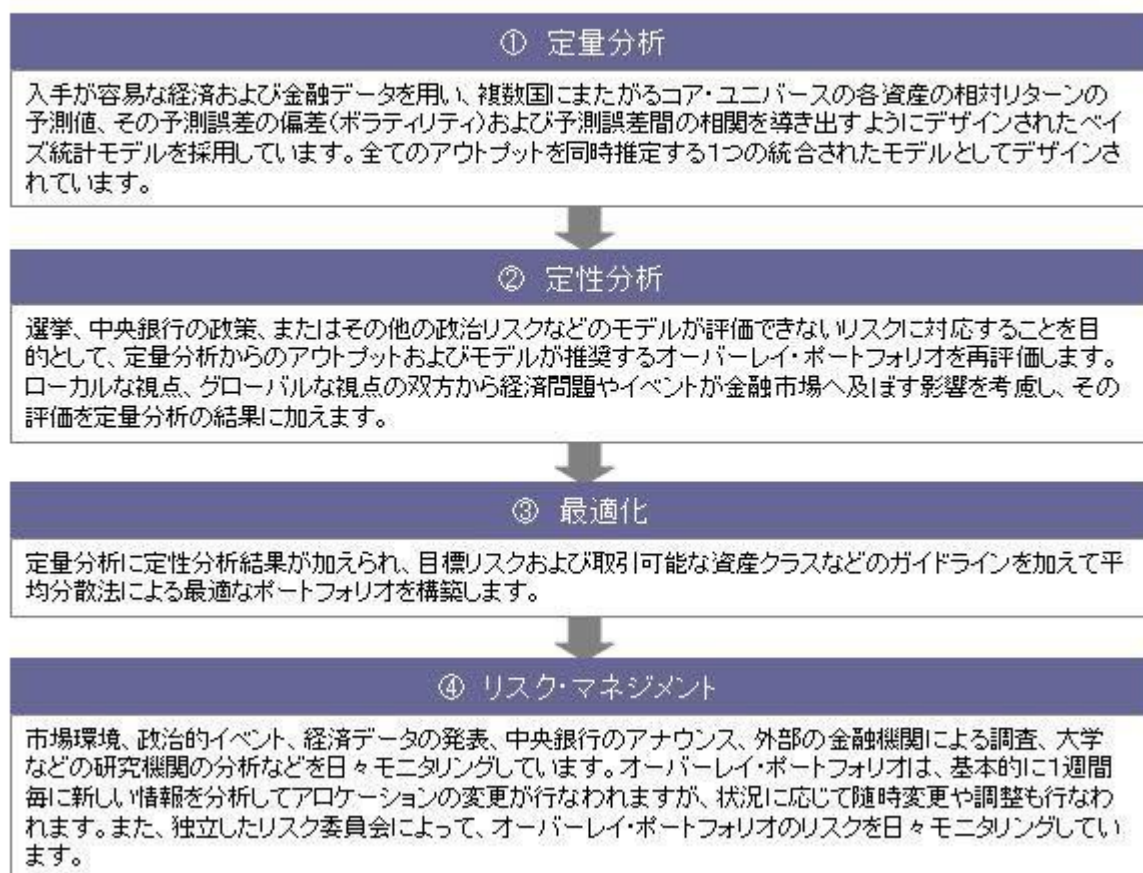 ① 定量分析
入手が容易な経済および金融データを用い、複数国にまたがるコア・ユニバースの各資産の相対リターンの
予測値、その予測誤差の偏差(ボラティリティ)および予測誤差間の相関を導き出すようにデザインされたベイ
ズ統計モデルを採用しています。全てのアウトプットを同時推定する1つの統合されたモデルとしてデザインさ
れています。
② 定性分析
選挙、中央銀行の政策、またはその他の政治リスクなどのモデルが評価できないリスクに対応することを目
的として、定量分析からのアウトプットおよびモデルが推奨するオーバーレイ・ポートフォリオを再評価します。
ローカルな視点、グローバルな視点の双方から経済問題やイベントが金融市場へ及ぼす影響を考慮し、その
評価を定量分析の結果に加えます。
③ 最適化
定量分析に定性分析結果が加えられ、目標リスクおよび取引可能な資産クラスなどのガイドラインを加えて平
均分散法による最適なポートフォリオを構築します。
④ リスク・マネジメント
市場環境、政治的イベント、経済データの発表、中央銀行のアナウンス、外部の金融機関による調査、大学
などの研究機関の分析などを日々モニタリングしています。オーバーレイ・ポートフォリオは、基本的に1週間
毎に新しい情報を分析してアロケーションの変更が行なわれますが、状況に応じて随時変更や調整も行なわ
れます。また、独立したリスク委員会によって、オーバーレイ・ポートフォリオのリスクを日々モニタリングしてい
ます。